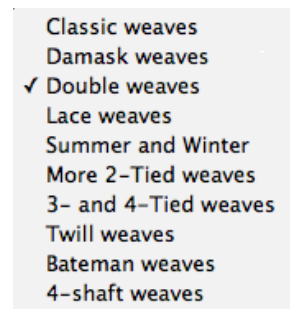 Classic weaves
Damask weaves
✓ Double weaves
Lace weaves
Summer and Winter
More 2-Tied weaves
3- and 4-Tied weaves
Twill weaves
Bateman weaves
4-shaft weaves